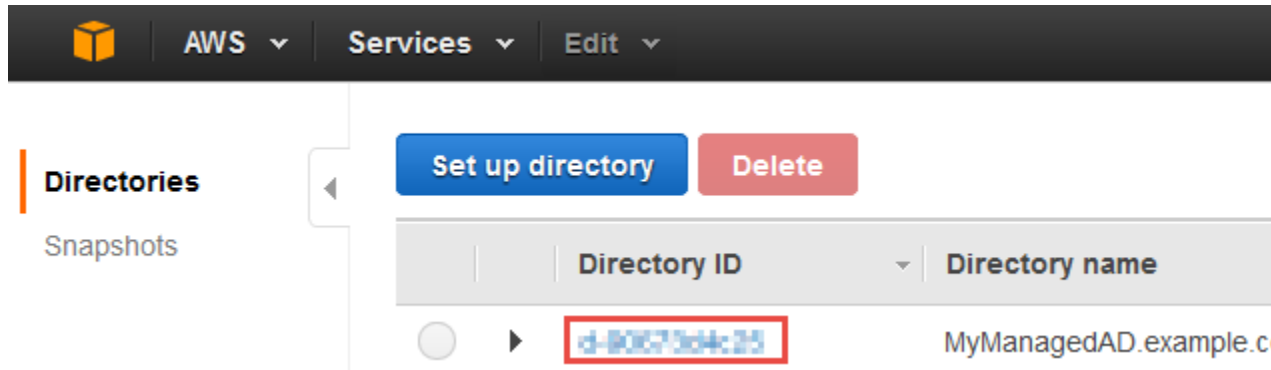 AWS Services Edit
Directories
Snapshots
Set up directory Delete
Directory ID Directory name
MyManagedAD.example.c